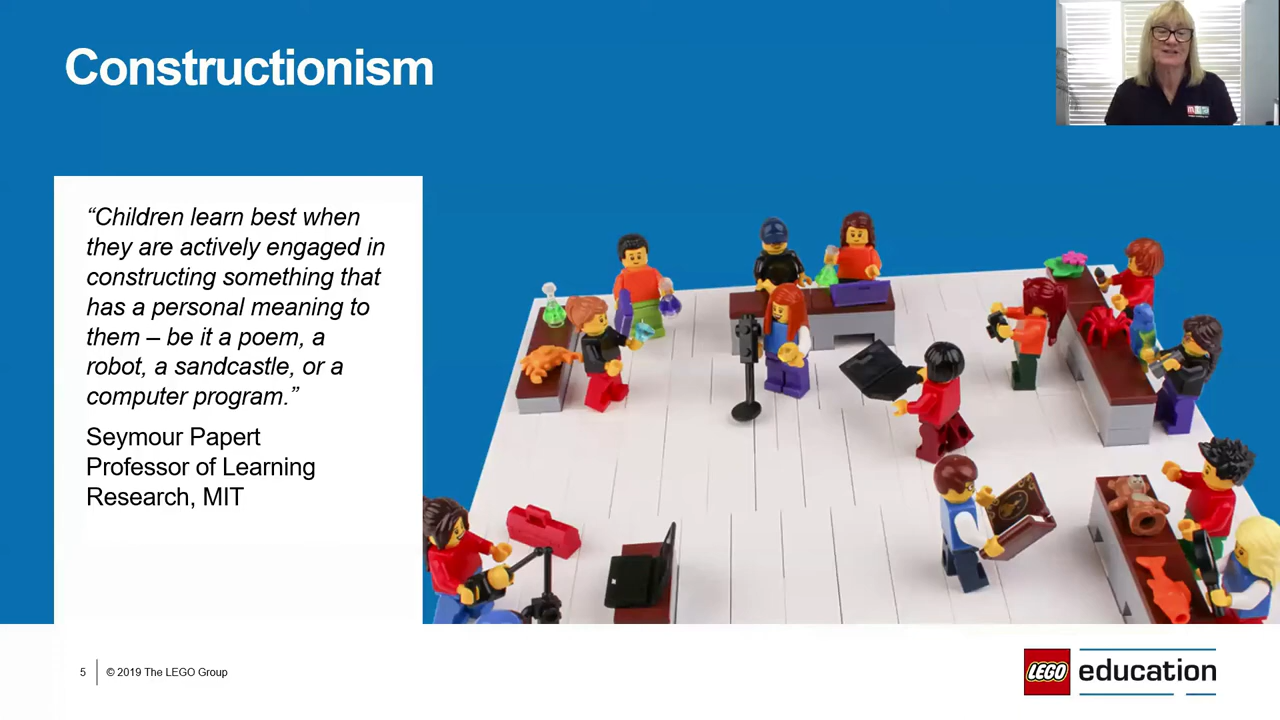 Constructionism
“Children learn best when
they are actively engaged in
constructing something that
has a personal meaning to
them – be it a poem, a
robot, a sandcastle, or a
computer program.”
Seymour Papert
Professor of Learning
Research, MIT
5
© 2019 The LEGO Group
LEGO education